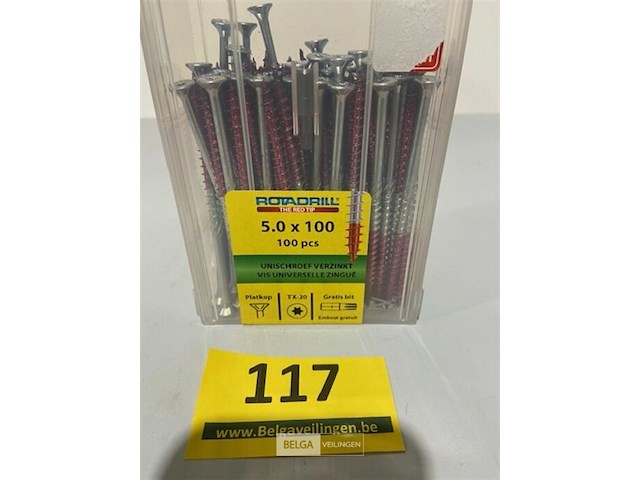 ROTADRILL
THE RED TIP
5.0 x 100
100 pcs
UNISCHROEF VERZINKT
VIS UNIVERSELLE ZINGUÉ
Platkop TX-20 Gratis bit
Embout gratuit
117
www.Belgaveilingen.be
BELGA VEILINGEN